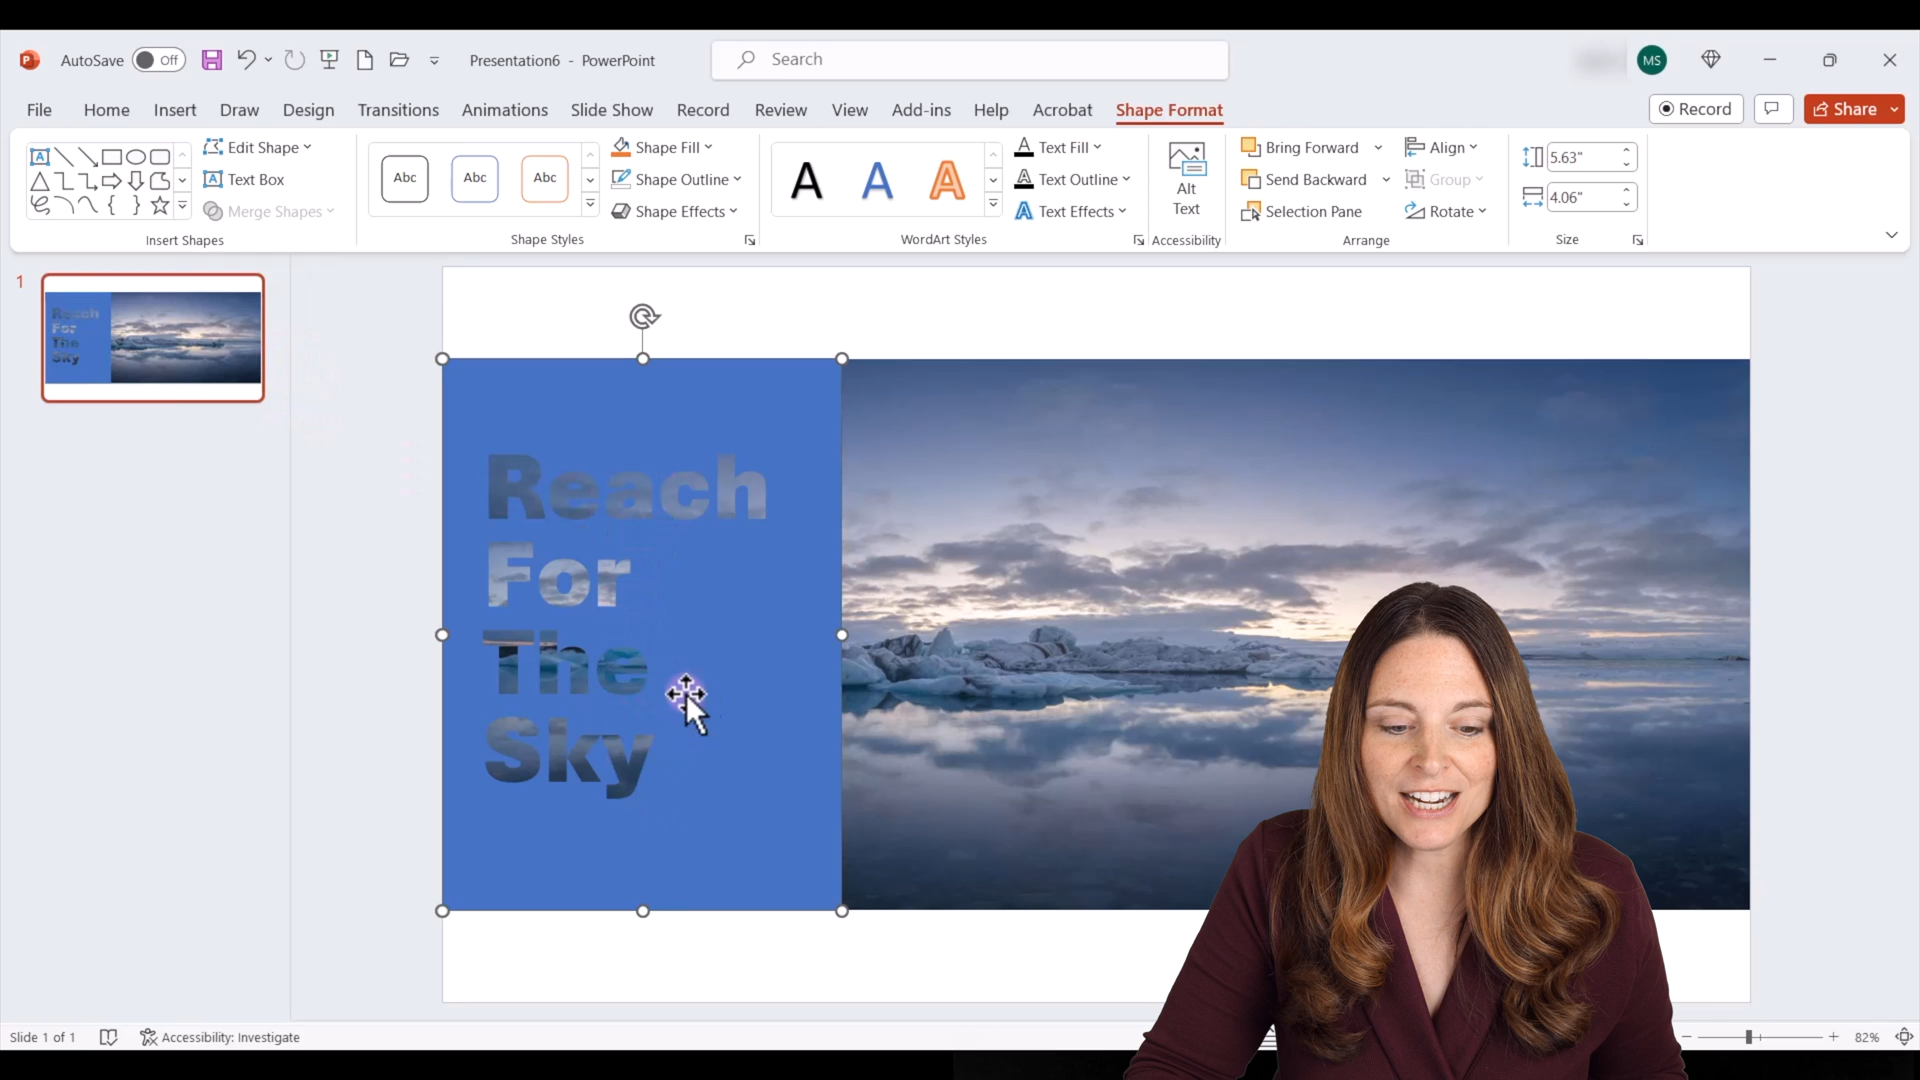 AutoSave Off Presentation6 - PowerPoint Search MS
File Home Insert Draw Design Transitions Animations Slide Show Record Review View Add-ins Help Acrobat Shape Format Record Share
Edit Shape
Text Box
Merge Shapes
Insert Shapes
Abc Abc Abc
Shape Fill
Shape Outline
Shape Effects
Shape Styles
A A A
Text Fill
Text Outline
Text Effects
WordArt Styles
Alt
Text
Accessibility
Bring Forward
Send Backward
Selection Pane
Align
Group
Rotate
Arrange
5.63"
4.06"
Size
1
Reach
For
The
Sky
Reach
For
The
Sky
Slide 1 of 1 Accessibility: Investigate 82%